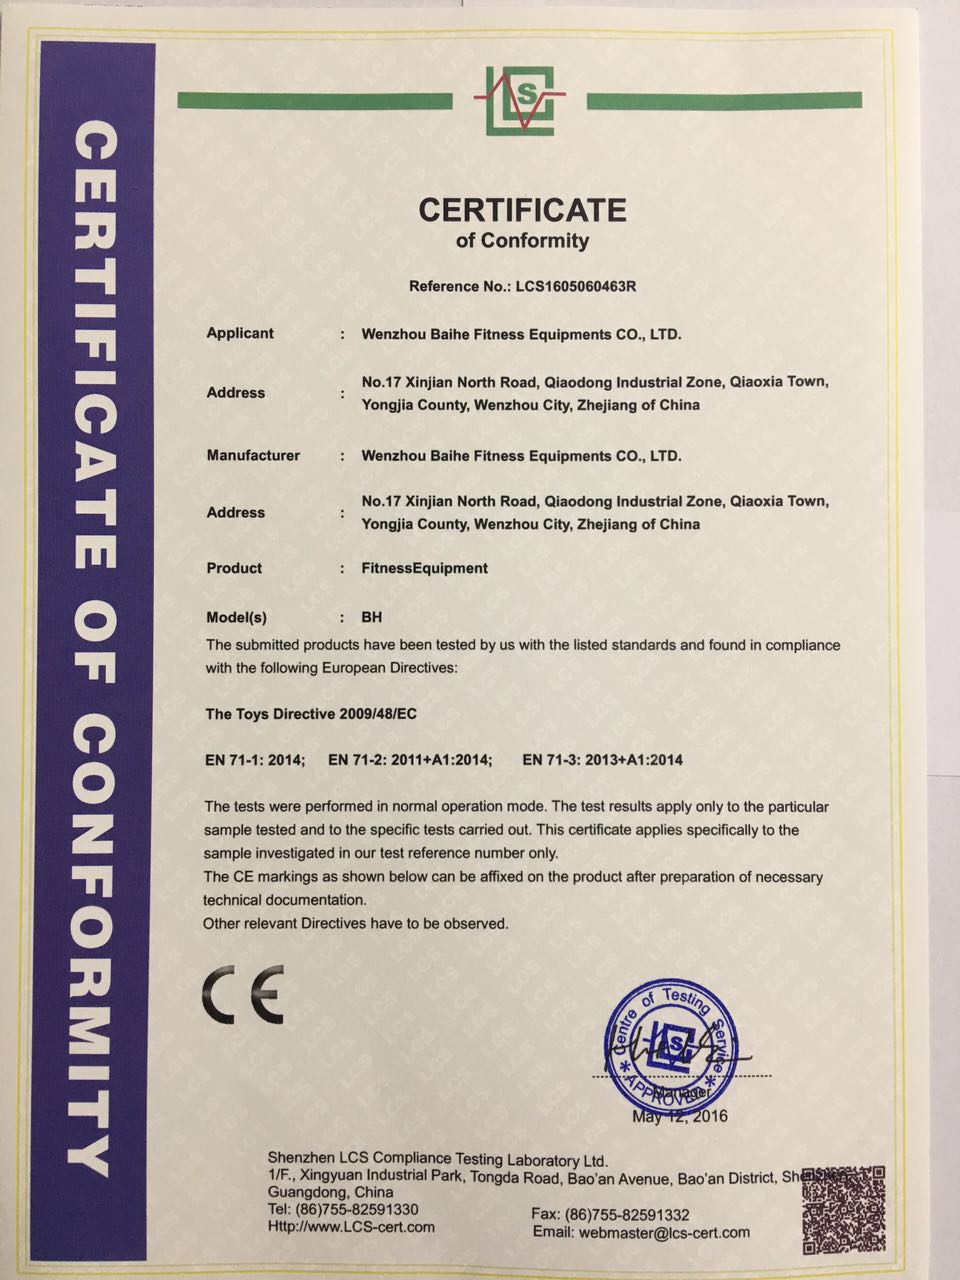 CERTIFICATE OF CONFORMITY
LCS
CERTIFICATE
of Conformity
Reference No.: LCS1605060463R
Applicant : Wenzhou Baihe Fitness Equipments CO., LTD.
Address : No.17 Xinjian North Road, Qiaodong Industrial Zone, Qiaoxia Town,
Yongjia County, Wenzhou City, Zhejiang of China
Manufacturer : Wenzhou Baihe Fitness Equipments CO., LTD.
Address : No.17 Xinjian North Road, Qiaodong Industrial Zone, Qiaoxia Town,
Yongjia County, Wenzhou City, Zhejiang of China
Product : FitnessEquipment
Model(s) : BH
The submitted products have been tested by us with the listed standards and found in compliance
with the following European Directives:
The Toys Directive 2009/48/EC
EN 71-1: 2014; EN 71-2: 2011+A1:2014; EN 71-3: 2013+A1:2014
The tests were performed in normal operation mode. The test results apply only to the particular
sample tested and to the specific tests carried out. This certificate applies specifically to the
sample investigated in our test reference number only.
The CE markings as shown below can be affixed on the product after preparation of necessary
technical documentation.
Other relevant Directives have to be observed.
CE
Centre of Testing Service
LCS
* APPROVED *
Manager
May 12, 2016
Shenzhen LCS Compliance Testing Laboratory Ltd.
1/F., Xingyuan Industrial Park, Tongda Road, Bao'an Avenue, Bao'an District, Shenzhen
Guangdong, China
Tel: (86)755-82591330 Fax: (86)755-82591332
Http://www.LCS-cert.com Email: webmaster@lcs-cert.com